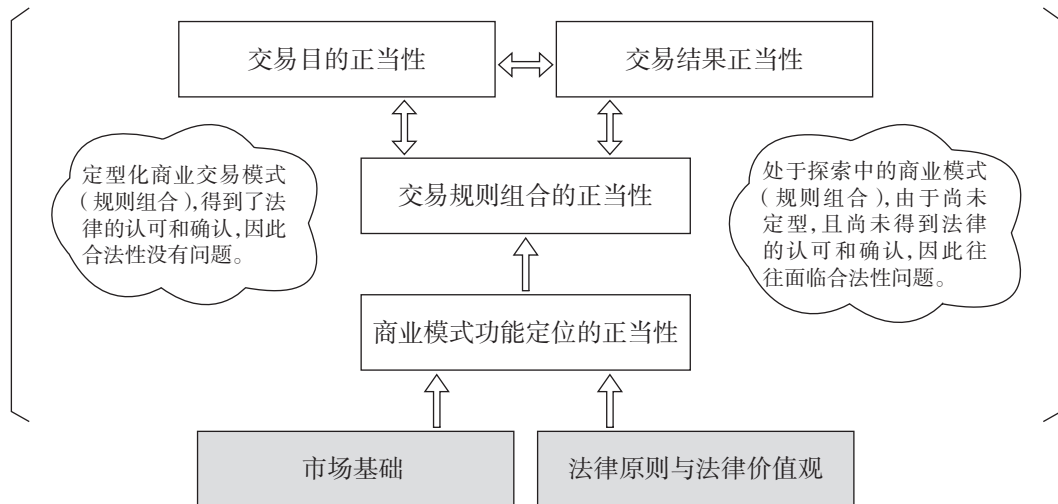 交易目的正当性
交易结果正当性
定型化商业交易模式
（规则组合），得到了法
律的认可和确认，因此
合法性没有问题。
交易规则组合的正当性
处于探索中的商业模式
（规则组合），由于尚未
定型，且尚未得到法律
的认可和确认，因此往
往面临合法性问题。
商业模式功能定位的正当性
市场基础
法律原则与法律价值观